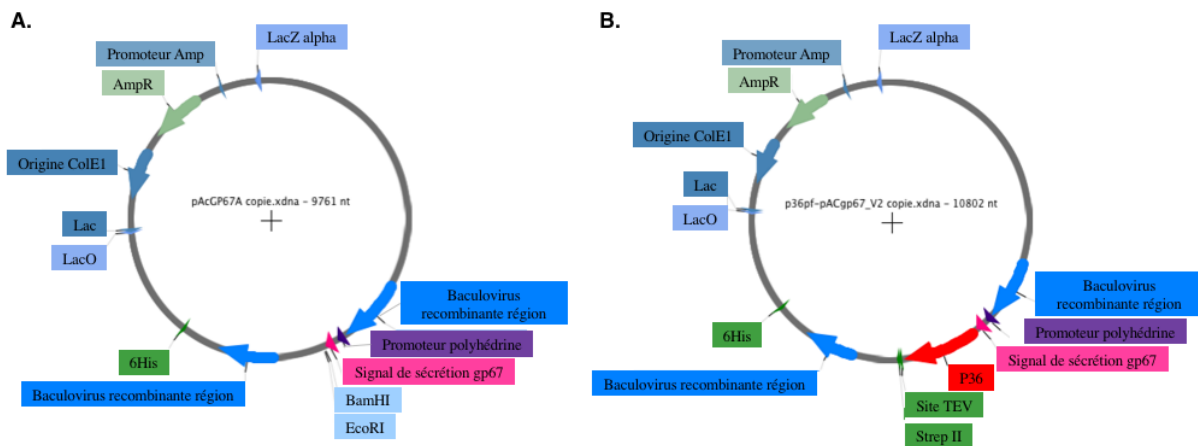 A.
LacZ alpha
Promoteur Amp
AmpR
Origine ColE1
pAcGP67A copie.xdna - 9761 nt
Lac
LacO
Baculovirus
recombinante région
6His
Promoteur polyhédrine
Signal de sécrétion gp67
Baculovirus recombinante région
BamHI
EcoRI
B.
LacZ alpha
Promoteur Amp
AmpR
Origine ColE1
Lac
p36pf-pACgp67_V2 copie.xdna - 10802 nt
LacO
Baculovirus
recombinante région
6His
Promoteur polyhédrine
Signal de sécrétion gp67
Baculovirus recombinante région
P36
Site TEV
Strep II